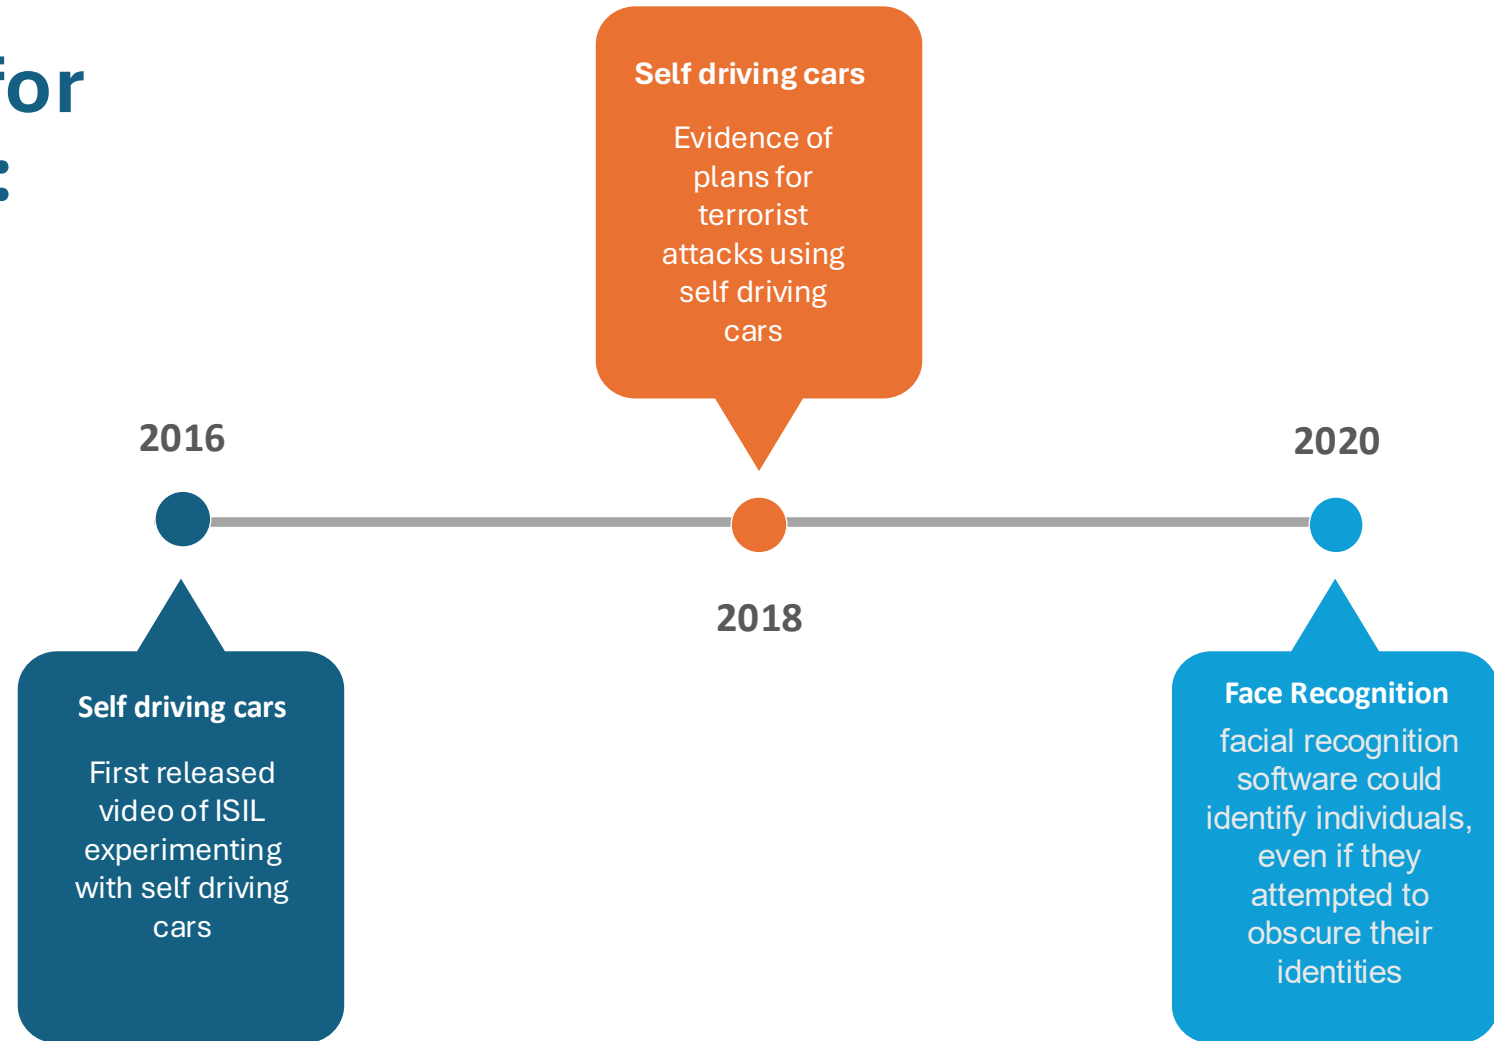 for
:
Self driving cars
Evidence of
plans for
terrorist
attacks using
self driving
cars
2016
2020
2018
Self driving cars
First released
video of ISIL
experimenting
with self driving
cars
Face Recognition
facial recognition
software could
identify individuals,
even if they
attempted to
obscure their
identities